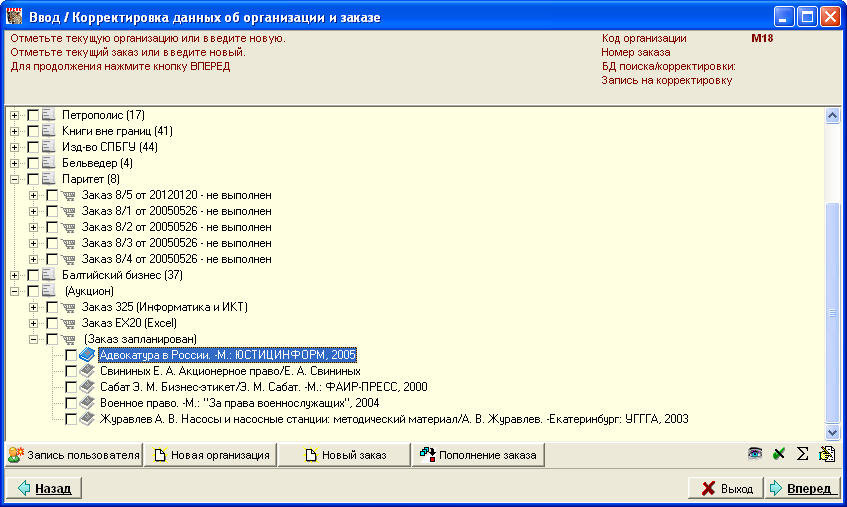 Ввод / Корректировка данных об организации и заказе
Отметьте текущую организацию или введите новую.
Отметьте текущий заказ или введите новый.
Для продолжения нажмите кнопку ВПЕРЕД
Код организации М18
Номер заказа
БД поиска/корректировки:
Запись на корректировку
Петрополис (17)
Книги вне границ (41)
Изд-во СПБГУ (44)
Бельведер (4)
Паритет (8)
Заказ 8/5 от 20120120 - не выполнен
Заказ 8/1 от 20050526 - не выполнен
Заказ 8/2 от 20050526 - не выполнен
Заказ 8/3 от 20050526 - не выполнен
Заказ 8/4 от 20050526 - не выполнен
Балтийский бизнес (37)
(Аукцион)
Заказ 325 (Информатика и ИКТ)
Заказ EX20 (Excel)
(Заказ запланирован)
Адвокатура в России. -М.: ЮСТИЦИНФОРМ, 2005
Свининых Е. А. Акционерное право/Е. А. Свининых
Сабат Э. М. Бизнес-этикет/Э. М. Сабат. -М.: ФАИР-ПРЕСС, 2000
Военное право. -М.: "За права военнослужащих", 2004
Журавлев А. В. Насосы и насосные станции: методический материал/А. В. Журавлев. -Екатеринбург: УГГГА, 2003
Запись пользователя
Новая организация
Новый заказ
Пополнение заказа
Назад
Выход
Вперед